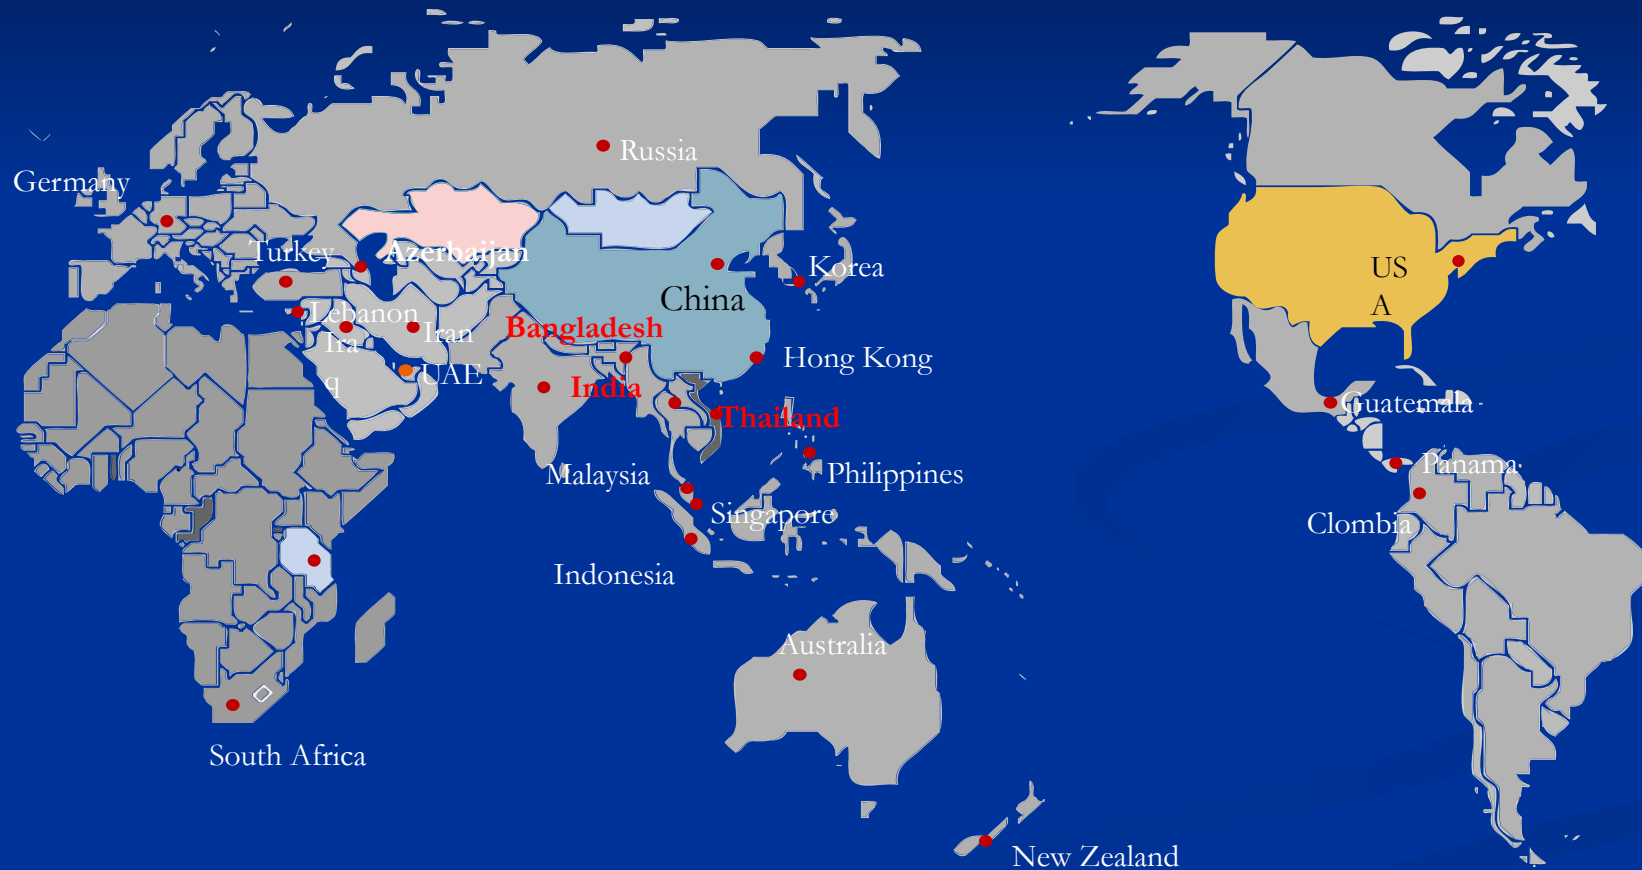 Russia
Germany
Turkey
Azerbaijan
Korea
US
A
China
Lebanon
Bangladesh
Iran
Ira
q
Hong Kong
UAE
India
Guatemala
Thailand
Panama
Malaysia
Philippines
Singapore
Clombia
Indonesia
Australia
South Africa
New Zealand